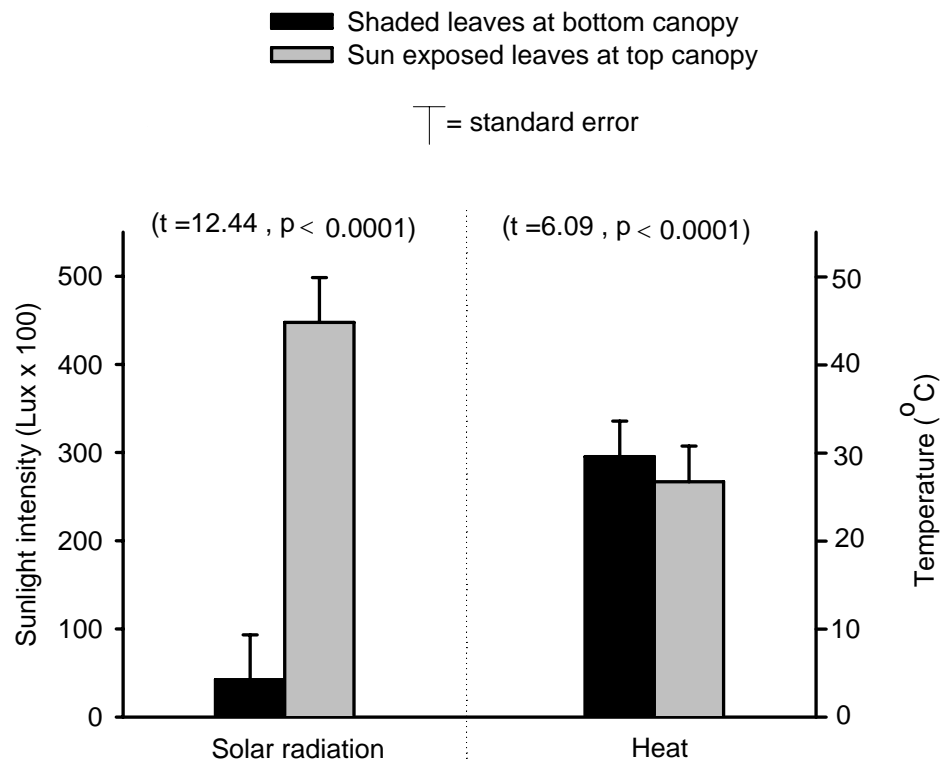 Shaded leaves at bottom canopy
Sun exposed leaves at top canopy
= standard error
(t =12.44 , p < 0.0001)
(t =6.09 , p < 0.0001)
Sunlight intensity (Lux x 100)
500
400
300
200
100
0
50
40
30
20
10
0
Temperature (°C)
Solar radiation
Heat